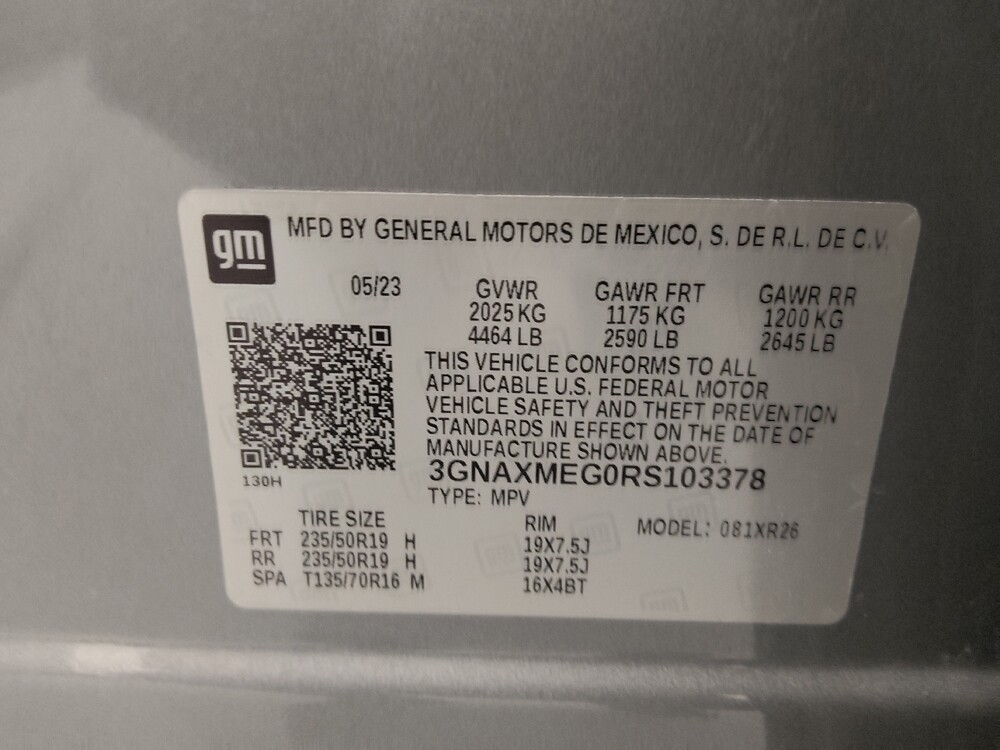 gm
MFD BY GENERAL MOTORS DE MEXICO, S. DE R.L. DE C.V.
05/23 GVWR GAWR FRT GAWR RR
2025 KG 1175 KG 1200 KG
4464 LB 2590 LB 2645 LB
THIS VEHICLE CONFORMS TO ALL
APPLICABLE U.S. FEDERAL MOTOR
VEHICLE SAFETY AND THEFT PREVENTION
STANDARDS IN EFFECT ON THE DATE OF
MANUFACTURE SHOWN ABOVE.
3GNAXMEG0RS103378
130H
TYPE: MPV
TIRE SIZE RIM MODEL: 081XR26
FRT 235/50R19 H 19X7.5J
RR 235/50R19 H 19X7.5J
SPA T135/70R16 M 16X4BT